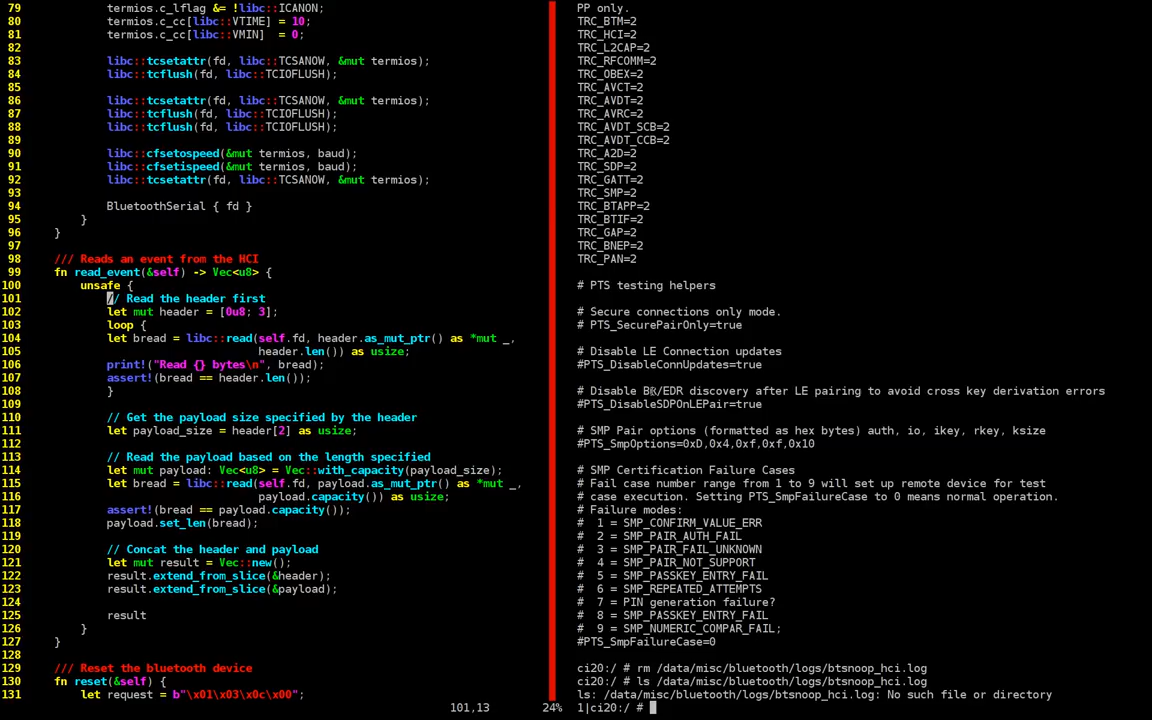 79             termios.c_lflag &= !libc::ICANON;
80             termios.c_cc[libc::VTIME] = 10;
81             termios.c_cc[libc::VMIN]  = 0;
82
83             libc::tcsetattr(fd, libc::TCSANOW, &mut termios);
84             libc::tcflush(fd, libc::TCIOFLUSH);
85
86             libc::tcsetattr(fd, libc::TCSANOW, &mut termios);
87             libc::tcflush(fd, libc::TCIOFLUSH);
88             libc::tcflush(fd, libc::TCIOFLUSH);
89
90             libc::cfsetospeed(&mut termios, baud);
91             libc::cfsetispeed(&mut termios, baud);
92             libc::tcsetattr(fd, libc::TCSANOW, &mut termios);
93
94             BluetoothSerial { fd }
95         }
96     }
97
98     /// Reads an event from the HCI
99     fn read_event(&self) -> Vec<u8> {
100         unsafe {
101             // Read the header first
102             let mut header = [0u8; 3];
103             loop {
104             let bread = libc::read(self.fd, header.as_mut_ptr() as *mut _,
105                                    header.len()) as usize;
106             print!("Read {} bytes\n", bread);
107             assert!(bread == header.len());
108             }
109
110             // Get the payload size specified by the header
111             let payload_size = header[2] as usize;
112
113             // Read the payload based on the length specified
114             let mut payload: Vec<u8> = Vec::with_capacity(payload_size);
115             let bread = libc::read(self.fd, payload.as_mut_ptr() as *mut _,
116                                    payload.capacity()) as usize;
117             assert!(bread == payload.capacity());
118             payload.set_len(bread);
119
120             // Concat the header and payload
121             let mut result = Vec::new();
122             result.extend_from_slice(&header);
123             result.extend_from_slice(&payload);
124
125             result
126         }
127     }
128
129     /// Reset the bluetooth device
130     fn reset(&self) {
131         let request = b"\x01\x03\x0c\x00";
101,13          24%
PP only.
TRC_BTM=2
TRC_HCI=2
TRC_L2CAP=2
TRC_RFCOMM=2
TRC_OBEX=2
TRC_AVCT=2
TRC_AVDT=2
TRC_AVRC=2
TRC_AVDT_SCB=2
TRC_AVDT_CCB=2
TRC_A2D=2
TRC_SDP=2
TRC_GATT=2
TRC_SMP=2
TRC_BTAPP=2
TRC_BTIF=2
TRC_GAP=2
TRC_BNEP=2
TRC_PAN=2

# PTS testing helpers

# Secure connections only mode.
# PTS_SecurePairOnly=true

# Disable LE Connection updates
#PTS_DisableConnUpdates=true

# Disable BR/EDR discovery after LE pairing to avoid cross key derivation errors
#PTS_DisableSDPOnLEPair=true

# SMP Pair options (formatted as hex bytes) auth, io, ikey, rkey, ksize
#PTS_SmpOptions=0xD,0x4,0xf,0xf,0x10

# SMP Certification Failure Cases
# Fail case number range from 1 to 9 will set up remote device for test
# case execution. Setting PTS_SmpFailureCase to 0 means normal operation.
# Failure modes:
#  1 = SMP_CONFIRM_VALUE_ERR
#  2 = SMP_PAIR_AUTH_FAIL
#  3 = SMP_PAIR_FAIL_UNKNOWN
#  4 = SMP_PAIR_NOT_SUPPORT
#  5 = SMP_PASSKEY_ENTRY_FAIL
#  6 = SMP_REPEATED_ATTEMPTS
#  7 = PIN generation failure?
#  8 = SMP_PASSKEY_ENTRY_FAIL
#  9 = SMP_NUMERIC_COMPAR_FAIL;
#PTS_SmpFailureCase=0

ci20:/ # rm /data/misc/bluetooth/logs/btsnoop_hci.log
ci20:/ # ls /data/misc/bluetooth/logs/btsnoop_hci.log
ls: /data/misc/bluetooth/logs/btsnoop_hci.log: No such file or directory
1|ci20:/ #